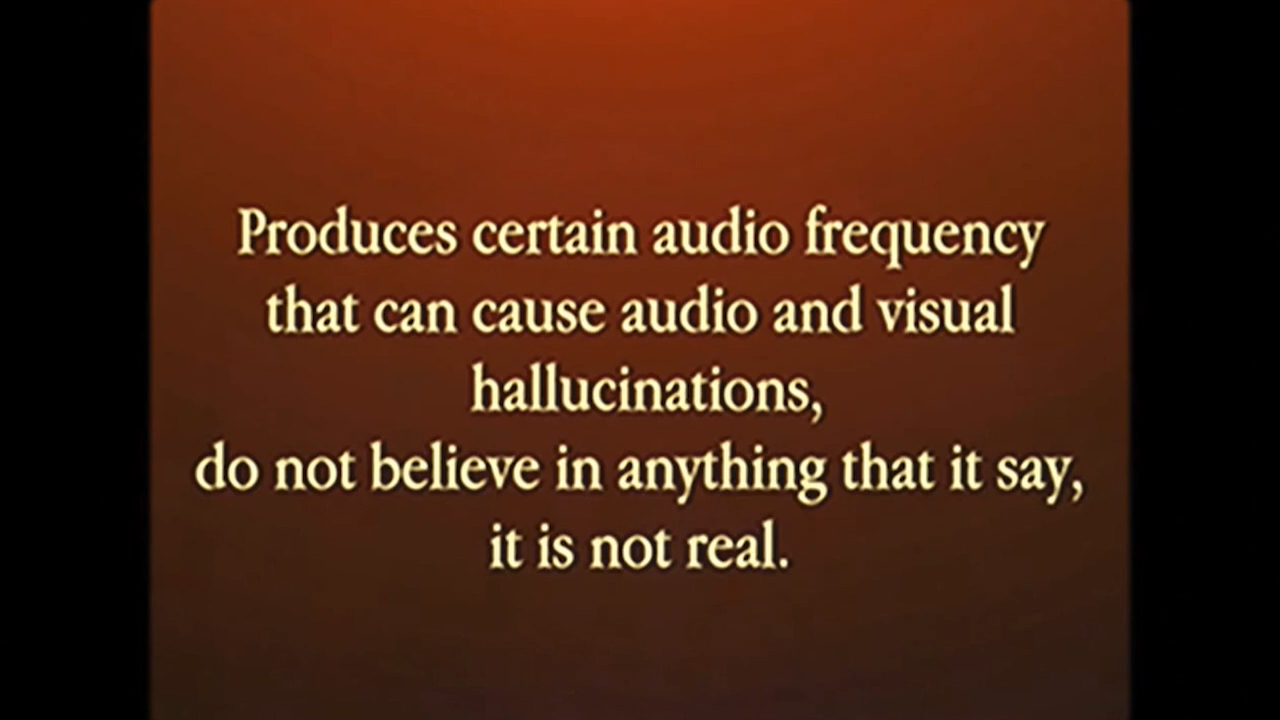 Produces certain audio frequency
that can cause audio and visual
hallucinations,
do not believe in anything that it say,
it is not real.